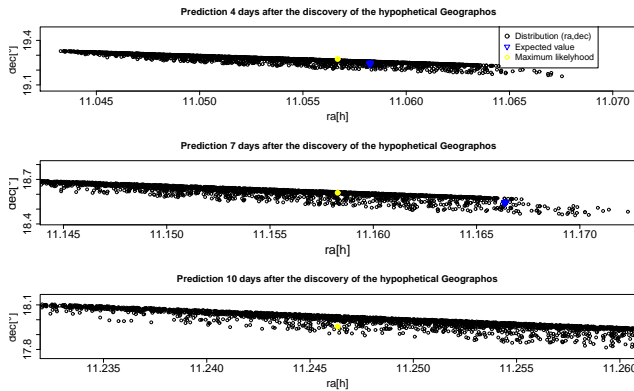 Prediction 4 days after the discovery of the hypophetical Geographos
19.4
19.1
dec[°]
Distribution (ra,dec)
Expected value
Maximum likelyhood
11.045 11.050 11.055 11.060 11.065 11.070
ra[h]
Prediction 7 days after the discovery of the hypophetical Geographos
18.7
18.4
dec[°]
11.145 11.150 11.155 11.160 11.165 11.170
ra[h]
Prediction 10 days after the discovery of the hypophetical Geographos
18.1
17.8
dec[°]
11.235 11.240 11.245 11.250 11.255 11.260
ra[h]